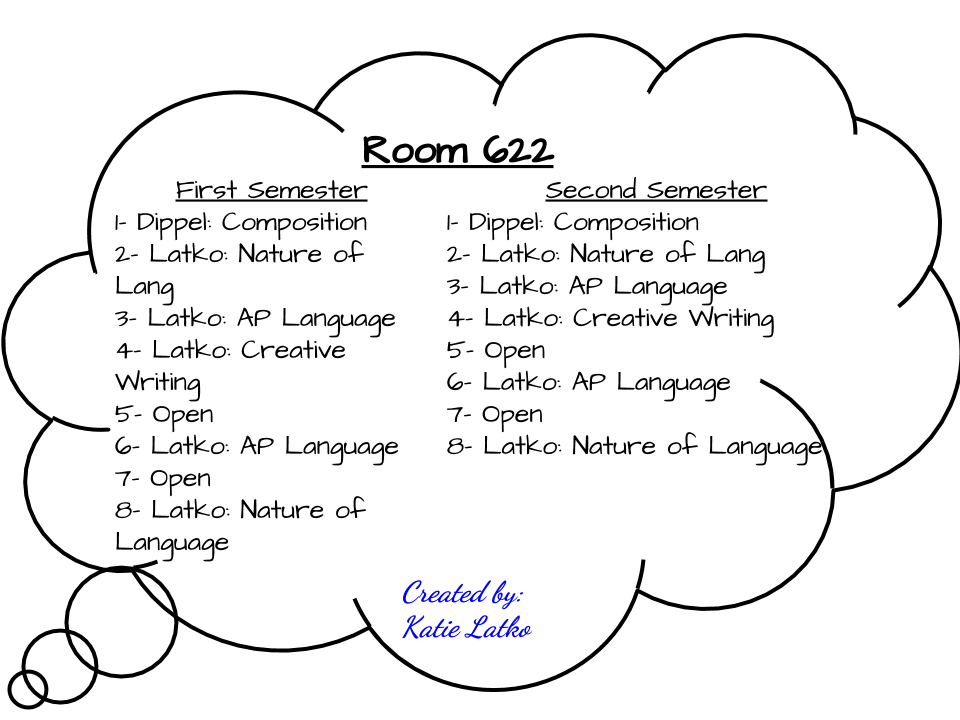 Room 622
First Semester
1- Dippel: Composition
2- Latko: Nature of
Lang
3- Latko: AP Language
4- Latko: Creative
Writing
5- Open
6- Latko: AP Language
7- Open
8- Latko: Nature of
Language
Second Semester
1- Dippel: Composition
2- Latko: Nature of Lang
3- Latko: AP Language
4- Latko: Creative Writing
5- Open
6- Latko: AP Language
7- Open
8- Latko: Nature of Language
Created by:
Katie Latko